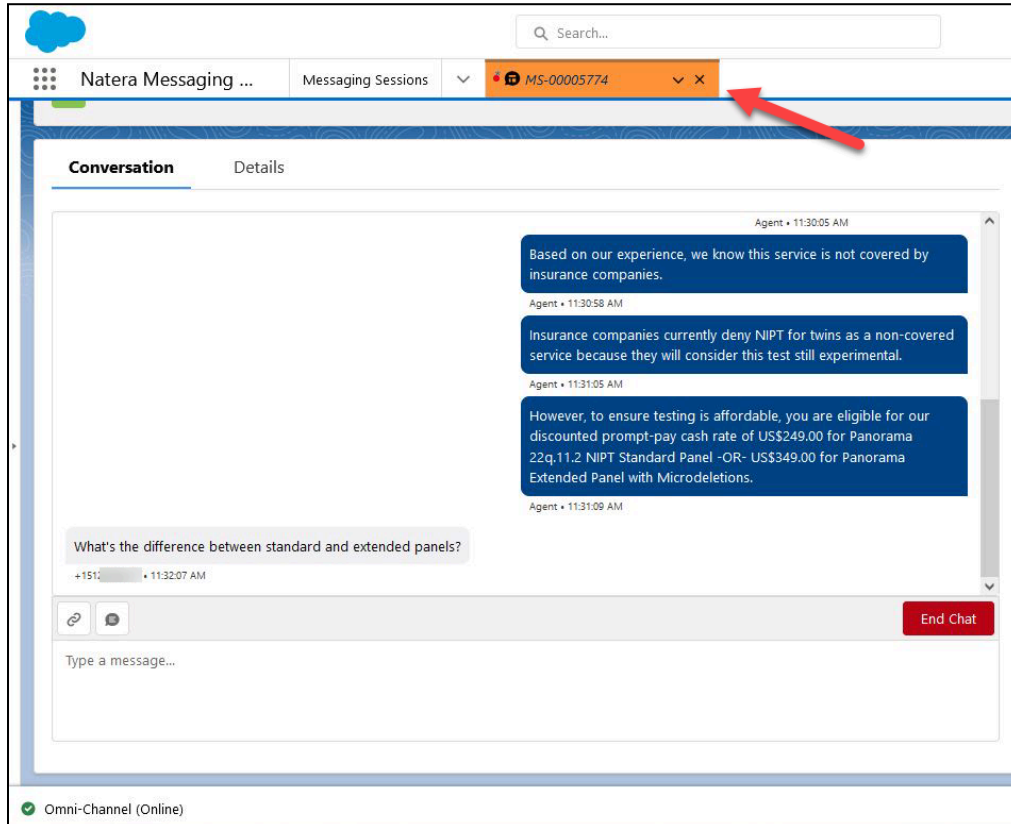 Search...
Natera Messaging ...
Messaging Sessions
MS-00005774
Conversation
Details
Agent • 11:30:05 AM
Based on our experience, we know this service is not covered by
insurance companies.
Agent • 11:30:58 AM
Insurance companies currently deny NIPT for twins as a non-covered
service because they will consider this test still experimental.
Agent • 11:31:05 AM
However, to ensure testing is affordable, you are eligible for our
discounted prompt-pay cash rate of US$249.00 for Panorama
22q.11.2 NIPT Standard Panel -OR- US$349.00 for Panorama
Extended Panel with Microdeletions.
Agent • 11:31:09 AM
What's the difference between standard and extended panels?
+151 • 11:32:07 AM
End Chat
Type a message...
Omni-Channel (Online)